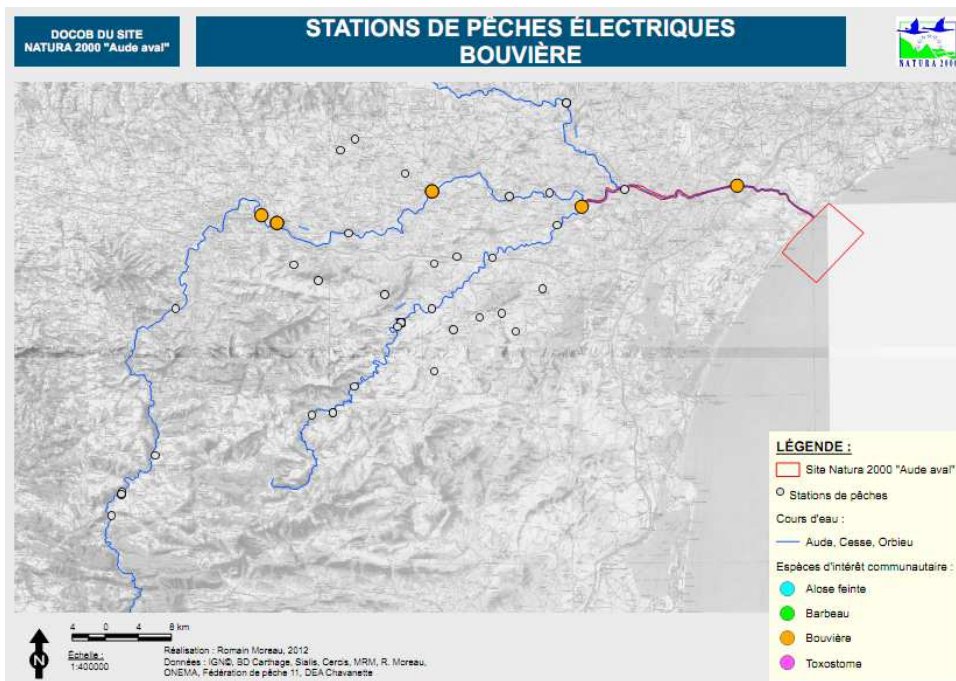 DOCOB DU SITE
NATURA 2000 "Aude aval"
STATIONS DE PÊCHES ÉLECTRIQUES
BOUVIÈRE
NATURA 2000
LÉGENDE :
Site Natura 2000 "Aude aval"
Stations de pêches
Cours d'eau :
Aude, Cesse, Orbieu
Espèces d'intérêt communautaire :
Alose feinte
Barbeau
Bouvière
Toxostome
4 0 4 8 km
N
Échelle :
1:400000
Réalisation : Romain Moreau, 2012
Données : IGN©, BD Carthage, Sialis, Cercis, MRM, R. Moreau,
ONEMA, Fédération de pêche 11, DEA Chavanette